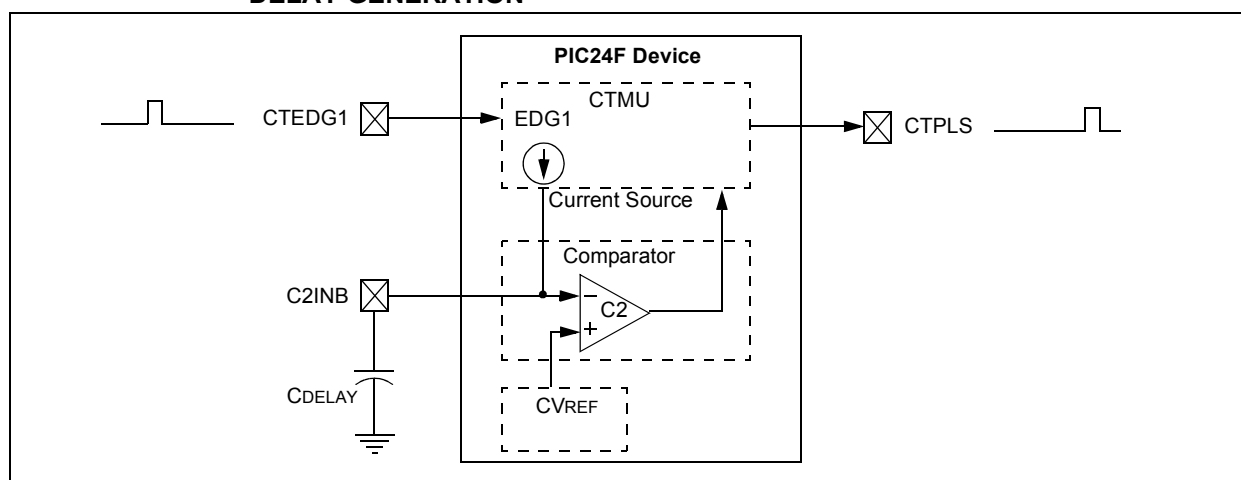 DELAY GENERATION
PIC24F Device
CTMU
CTEDG1
EDG1
CTPLS
Current Source
Comparator
C2INB
−
C2
+
CDELAY
CVREF